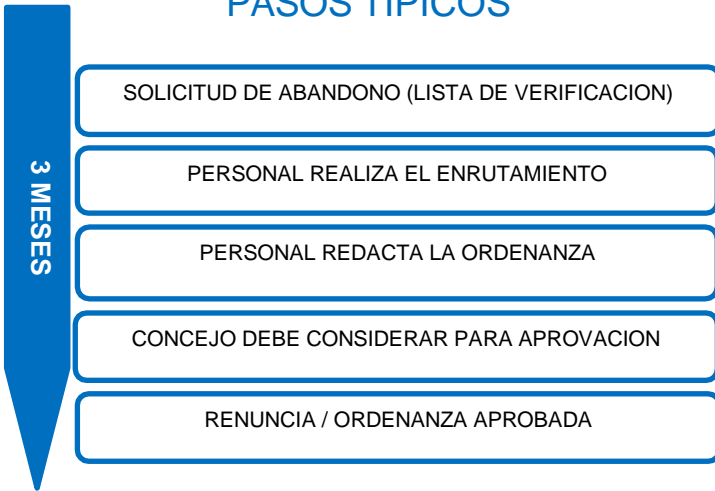 PASOS TIPICOS
SOLICITUD DE ABANDONO (LISTA DE VERIFICACION)
PERSONAL REALIZA EL ENRUTAMIENTO
3 MESES
PERSONAL REDACTA LA ORDENANZA
CONCEJO DEBE CONSIDERAR PARA APROVACION
RENUNCIA / ORDENANZA APROBADA